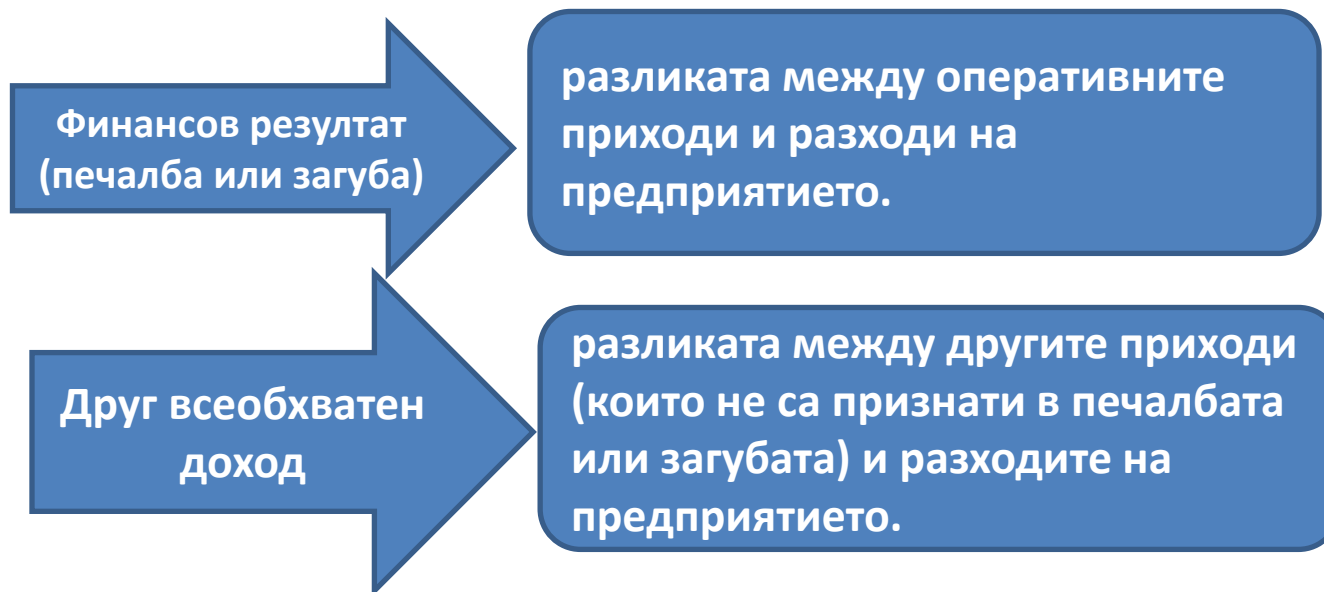 Финансов резултат
(печалба или загуба)
разликата между оперативните
приходи и разходи на
предприятието.
Друг всеобхватен
доход
разликата между другите приходи
(които не са признати в печалбата
или загубата) и разходите на
предприятието.